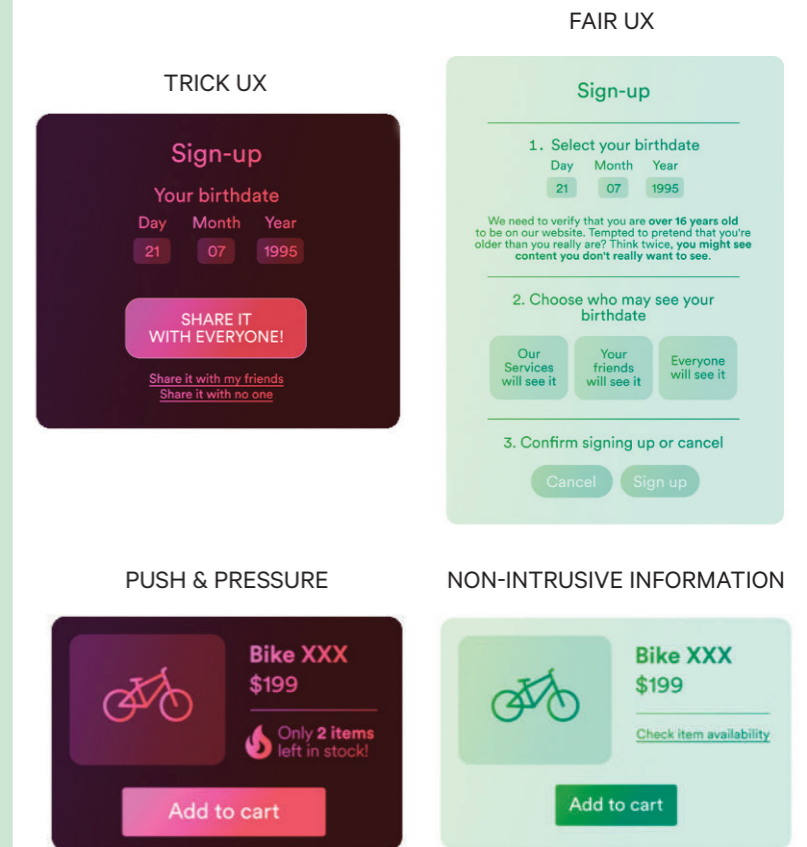 TRICK UX
Sign-up
Your birthdate
Day Month Year
21 07 1995
SHARE IT
WITH EVERYONE!
Share it with my friends
Share it with no one
FAIR UX
Sign-up
1. Select your birthdate
Day Month Year
21 07 1995
We need to verify that you are over 16 years old
to be on our website. Tempted to pretend that you're
older than you really are? Think twice, you might see
content you don't really want to see.
2. Choose who may see your
birthdate
Our
Services
will see it
Your
friends
will see it
Everyone
will see it
3. Confirm signing up or cancel
Cancel Sign up
PUSH & PRESSURE
Bike XXX
$199
Only 2 items
left in stock!
Add to cart
NON-INTRUSIVE INFORMATION
Bike XXX
$199
Check item availability
Add to cart